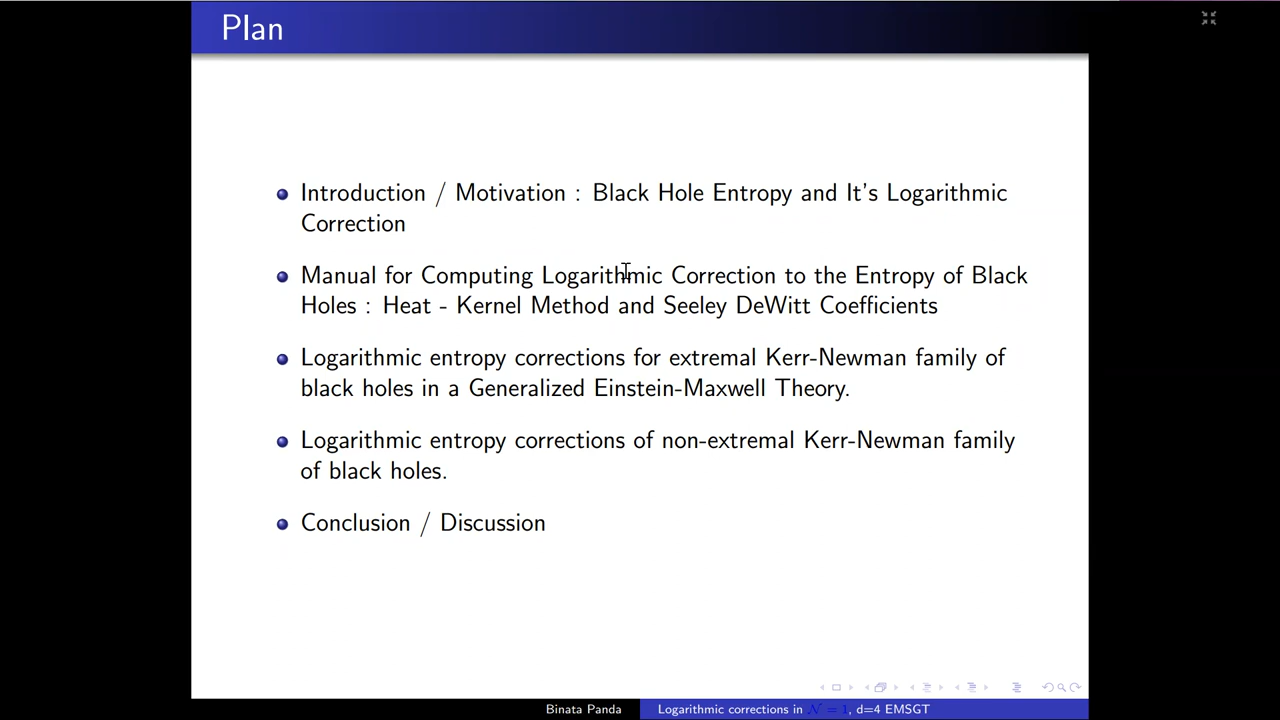 Plan
Introduction / Motivation : Black Hole Entropy and It's Logarithmic
Correction
Manual for Computing Logarithmic Correction to the Entropy of Black
Holes : Heat - Kernel Method and Seeley DeWitt Coefficients
Logarithmic entropy corrections for extremal Kerr-Newman family of
black holes in a Generalized Einstein-Maxwell Theory.
Logarithmic entropy corrections of non-extremal Kerr-Newman family
of black holes.
Conclusion / Discussion
Binata Panda
Logarithmic corrections in 𝒩 = 1, d=4 EMSGT